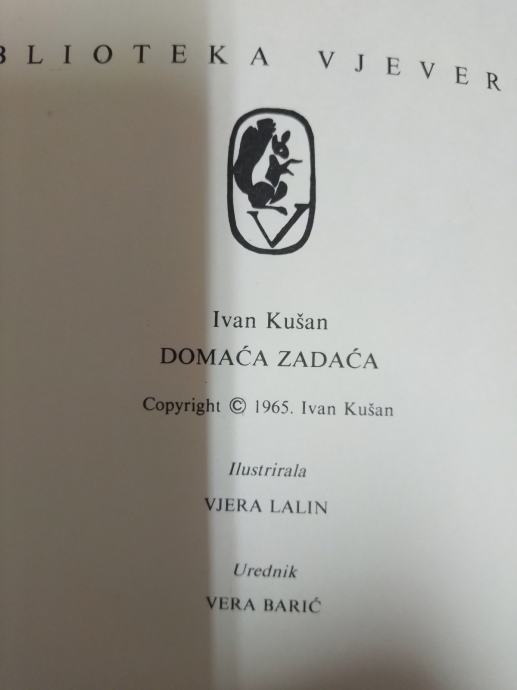 BLIOTEKA VJEVER
V
Ivan Kušan
DOMAĆA ZADAĆA
Copyright © 1965. Ivan Kušan
Ilustrirala
VJERA LALIN
Urednik
VERA BARIĆ